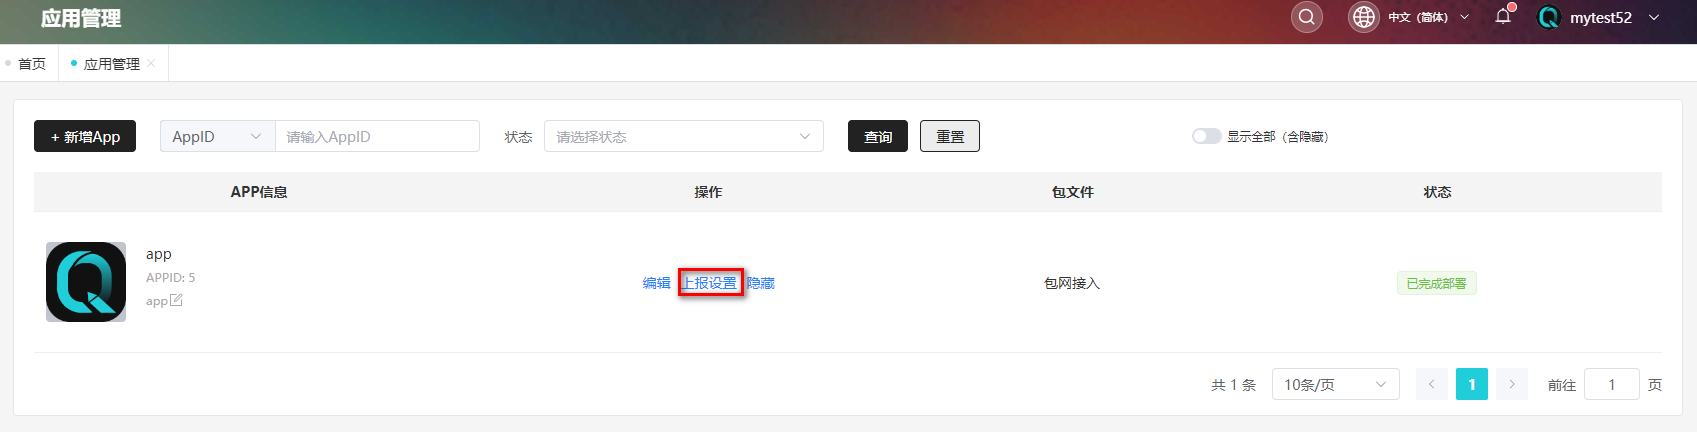 应用管理
中文（简体）
mytest52
首页
应用管理
+ 新增App
AppID
请输入AppID
状态
请选择状态
查询
重置
显示全部（含隐藏）
APP信息
操作
包文件
状态
app
APPID: 5
app
编辑
上报设置
隐藏
包网接入
已完成部署
共 1 条
10条/页
1
前往
1
页